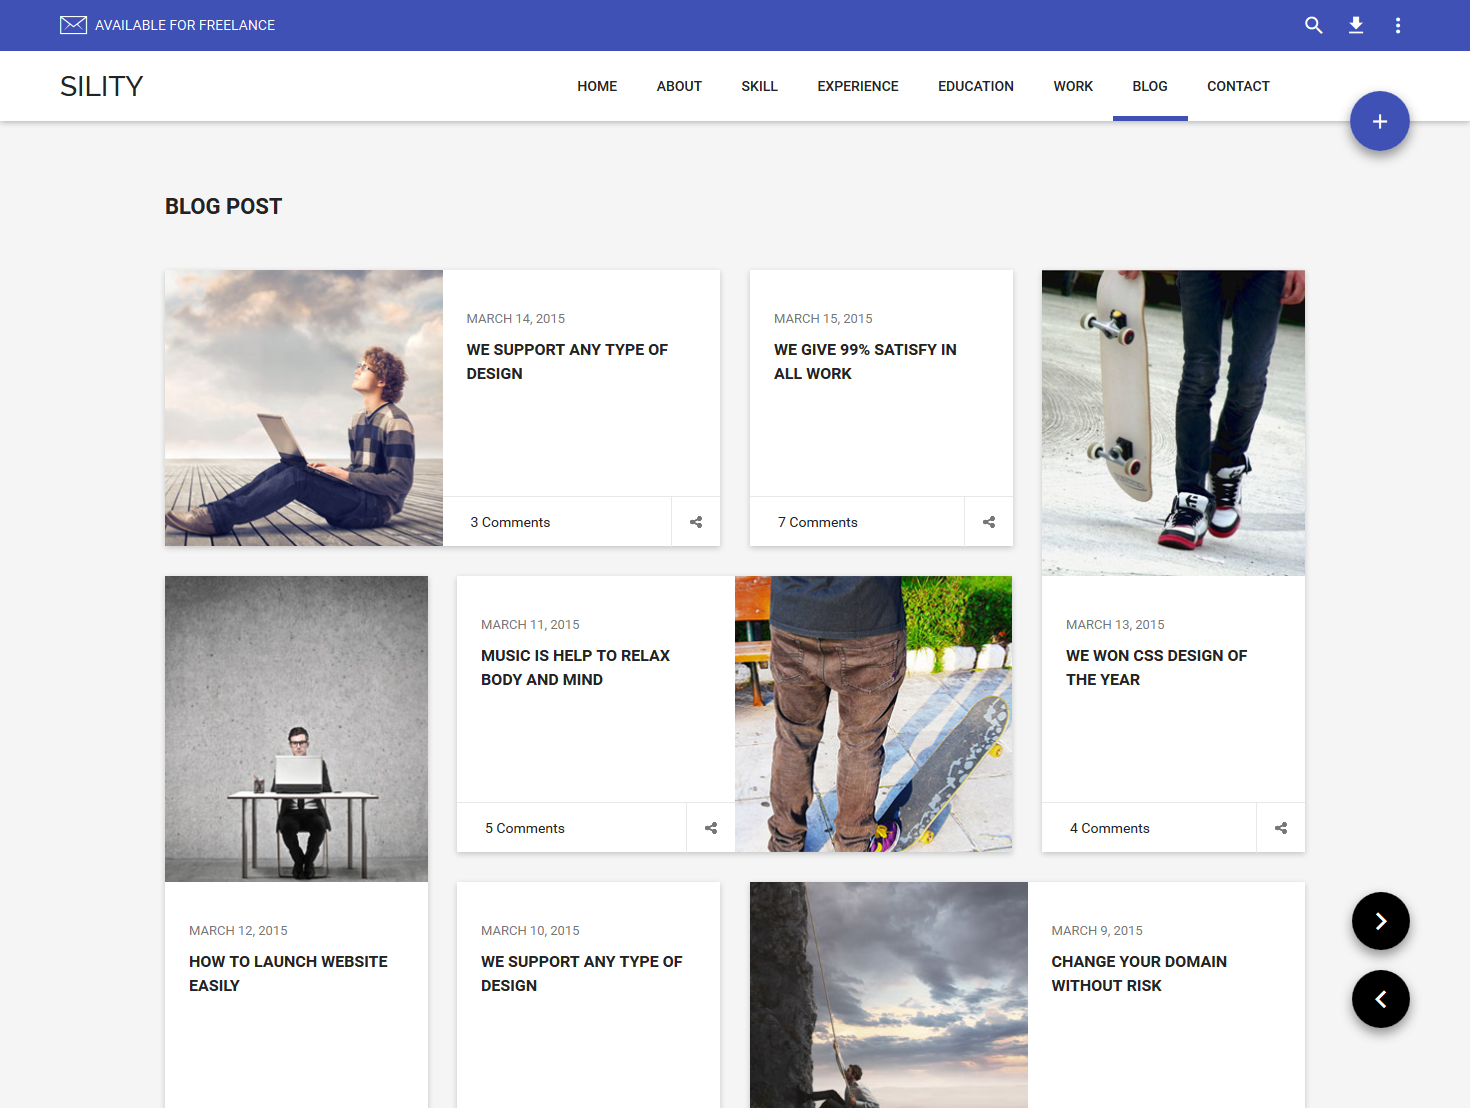 AVAILABLE FOR FREELANCE
SILITY
HOME ABOUT SKILL EXPERIENCE EDUCATION WORK BLOG CONTACT
BLOG POST
MARCH 14, 2015
WE SUPPORT ANY TYPE OF
DESIGN
3 Comments
MARCH 15, 2015
WE GIVE 99% SATISFY IN
ALL WORK
7 Comments
MARCH 11, 2015
MUSIC IS HELP TO RELAX
BODY AND MIND
5 Comments
MARCH 13, 2015
WE WON CSS DESIGN OF
THE YEAR
4 Comments
MARCH 12, 2015
HOW TO LAUNCH WEBSITE
EASILY
MARCH 10, 2015
WE SUPPORT ANY TYPE OF
DESIGN
MARCH 9, 2015
CHANGE YOUR DOMAIN
WITHOUT RISK